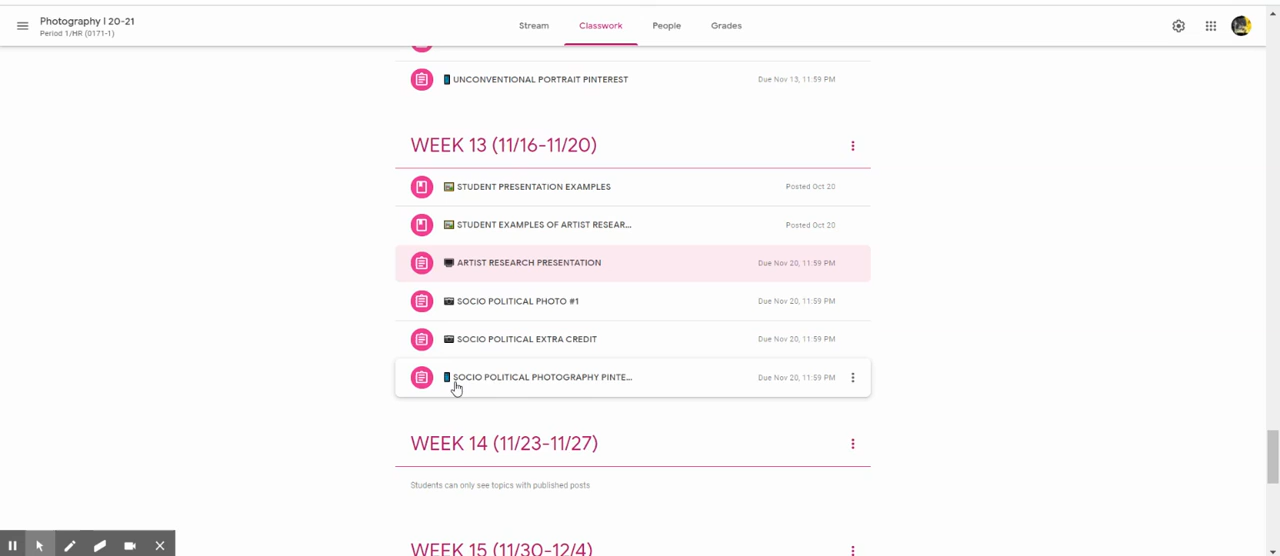 Photography I 20-21
Period 1/HR (0171-1)
Stream
Classwork
People
Grades
UNCONVENTIONAL PORTRAIT PINTEREST
Due Nov 13, 11:59 PM
WEEK 13 (11/16-11/20)
STUDENT PRESENTATION EXAMPLES
Posted Oct 20
STUDENT EXAMPLES OF ARTIST RESEAR...
Posted Oct 20
ARTIST RESEARCH PRESENTATION
Due Nov 20, 11:59 PM
SOCIO POLITICAL PHOTO #1
Due Nov 20, 11:59 PM
SOCIO POLITICAL EXTRA CREDIT
Due Nov 20, 11:59 PM
SOCIO POLITICAL PHOTOGRAPHY PINTE...
Due Nov 20, 11:59 PM
WEEK 14 (11/23-11/27)
Students can only see topics with published posts
WEEK 15 (11/30-12/4)